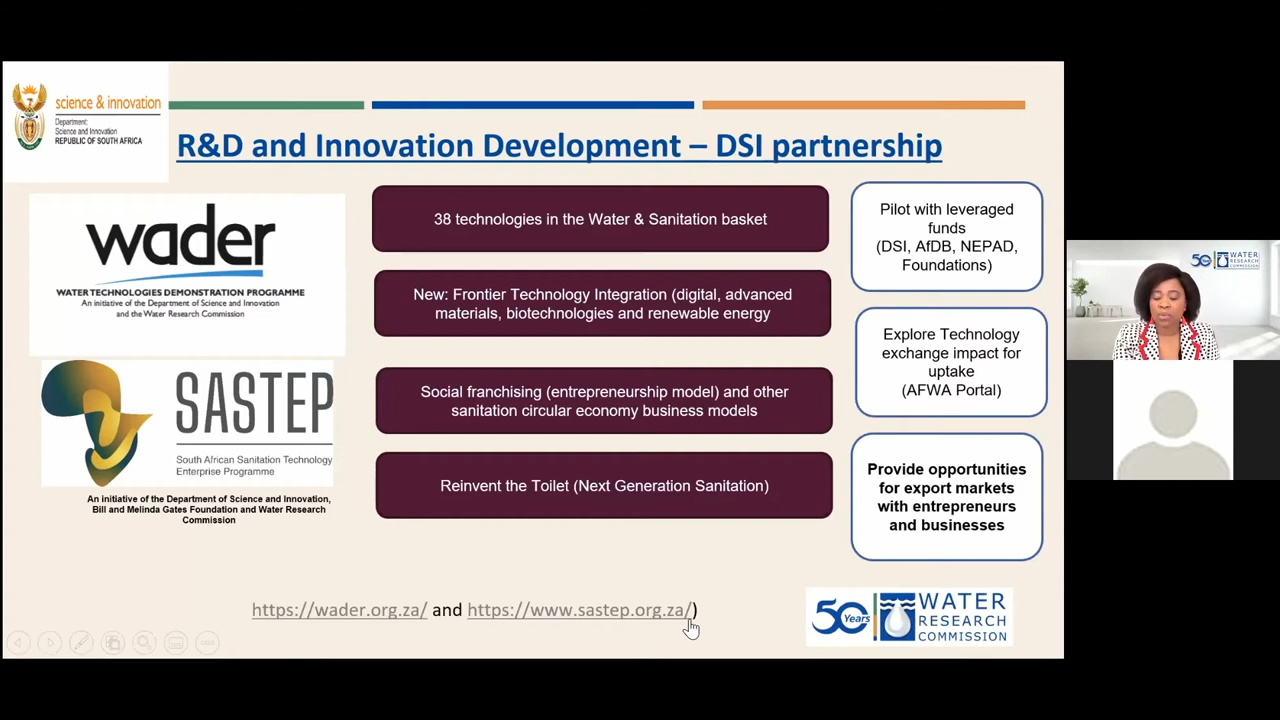 science & innovation
Department:
Science and Innovation
REPUBLIC OF SOUTH AFRICA
R&D and Innovation Development – DSI partnership
wader
WATER TECHNOLOGIES DEMONSTRATION PROGRAMME
An initiative of the Department of Science and Innovation
and the Water Research Commission
SASTEP
South African Sanitation Technology
Enterprise Programme
An initiative of the Department of Science and Innovation,
Bill and Melinda Gates Foundation and Water Research
Commission
38 technologies in the Water & Sanitation basket
New: Frontier Technology Integration (digital, advanced
materials, biotechnologies and renewable energy
Social franchising (entrepreneurship model) and other
sanitation circular economy business models
Reinvent the Toilet (Next Generation Sanitation)
Pilot with leveraged
funds
(DSI, AfDB, NEPAD,
Foundations)
Explore Technology
exchange impact for
uptake
(AFWA Portal)
Provide opportunities
for export markets
with entrepreneurs
and businesses
https://wader.org.za/ and https://www.sastep.org.za/)
50 Years
WATER
RESEARCH
COMMISSION
50
WATER
RESEARCH
COMMISSION